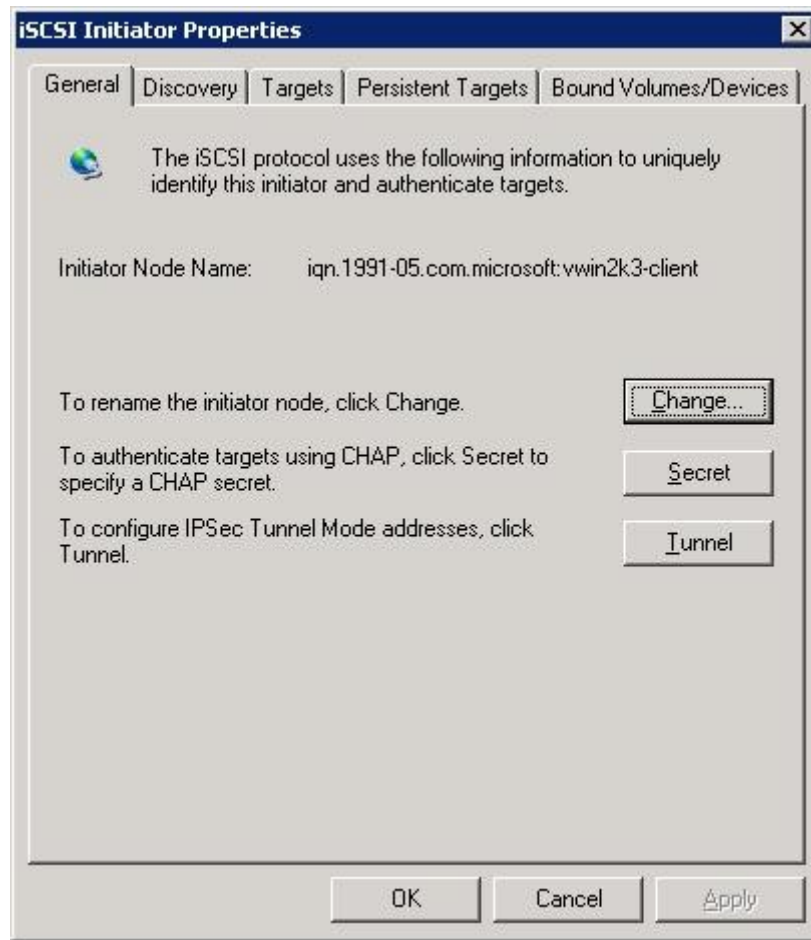 iSCSI Initiator Properties
General Discovery Targets Persistent Targets Bound Volumes/Devices
The iSCSI protocol uses the following information to uniquely
identify this initiator and authenticate targets.
Initiator Node Name: iqn.1991-05.com.microsoft:vwin2k3-client
To rename the initiator node, click Change.
Change...
To authenticate targets using CHAP, click Secret to
specify a CHAP secret.
Secret
To configure IPSec Tunnel Mode addresses, click
Tunnel.
Tunnel
OK Cancel Apply